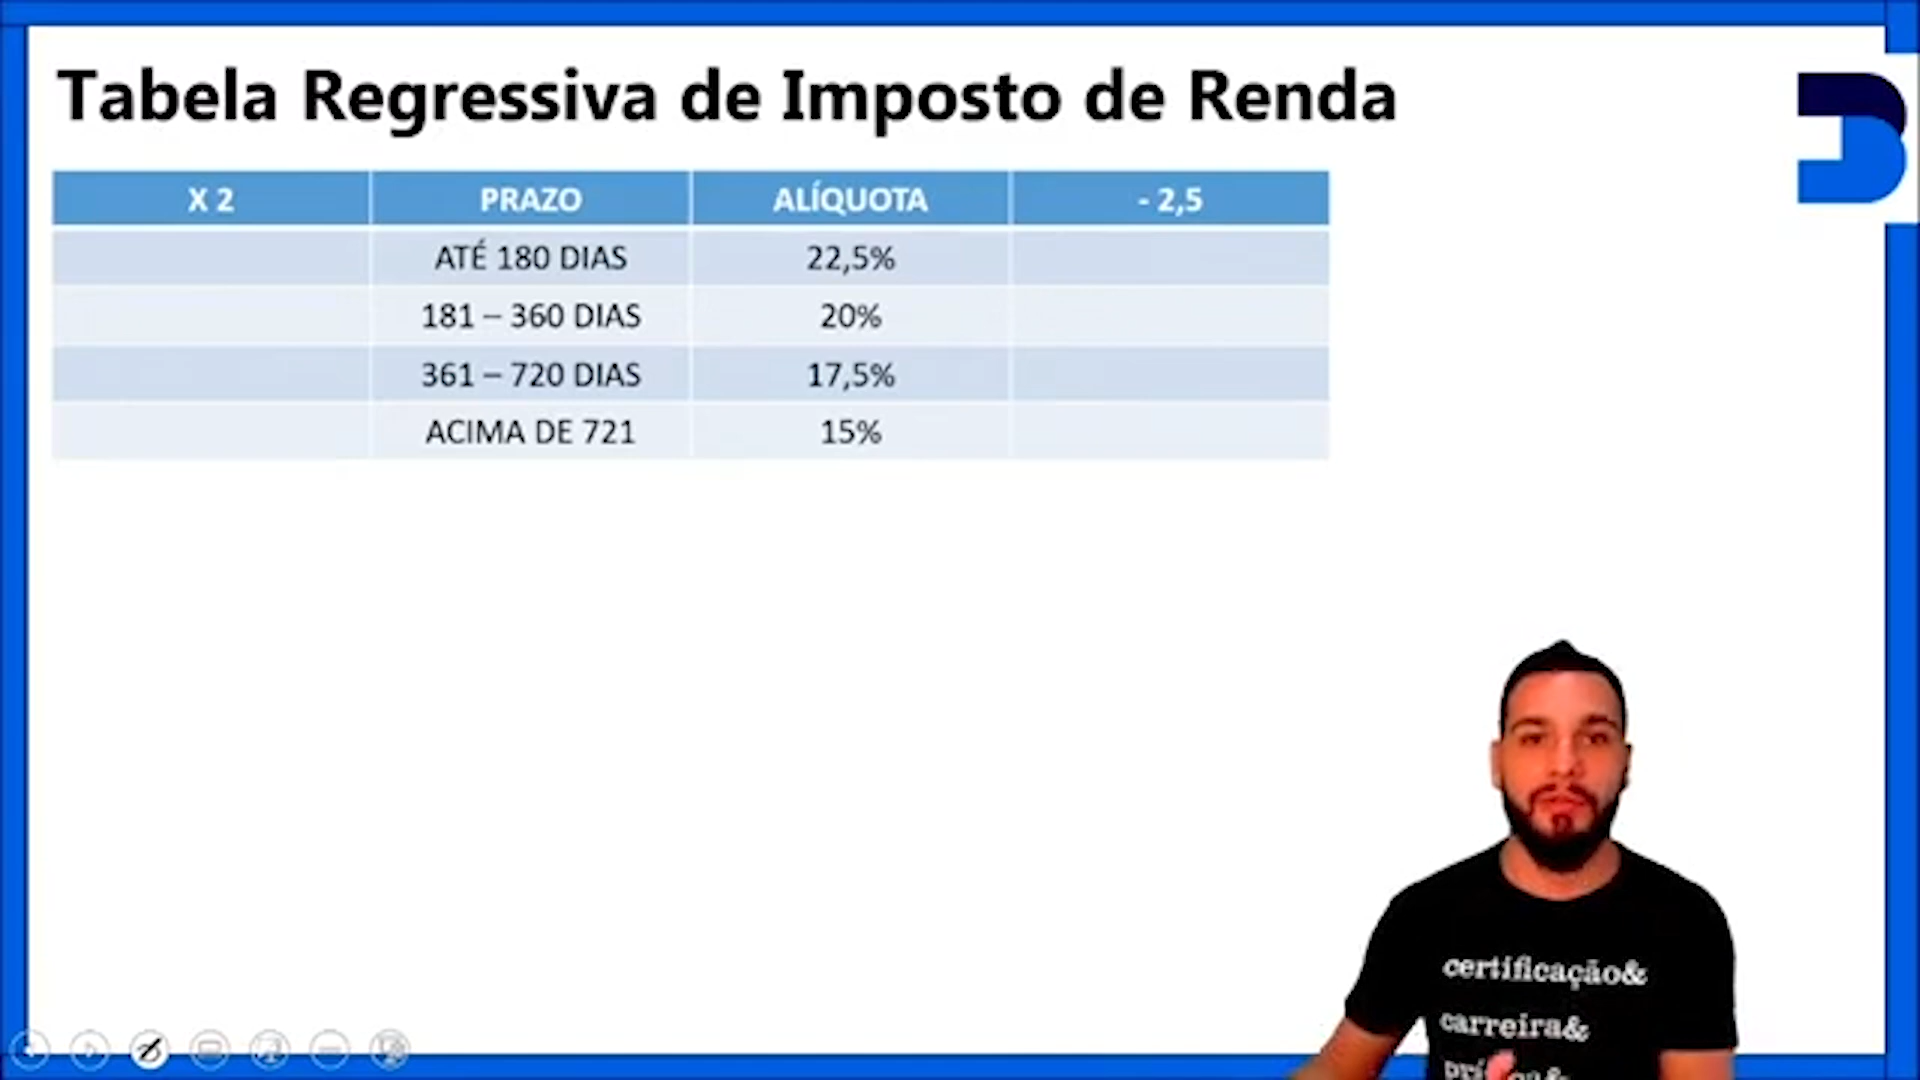 Tabela Regressiva de Imposto de Renda
X 2 PRAZO ALÍQUOTA - 2,5
ATÉ 180 DIAS 22,5%
181 – 360 DIAS 20%
361 – 720 DIAS 17,5%
ACIMA DE 721 15%
certificação&
carreira&